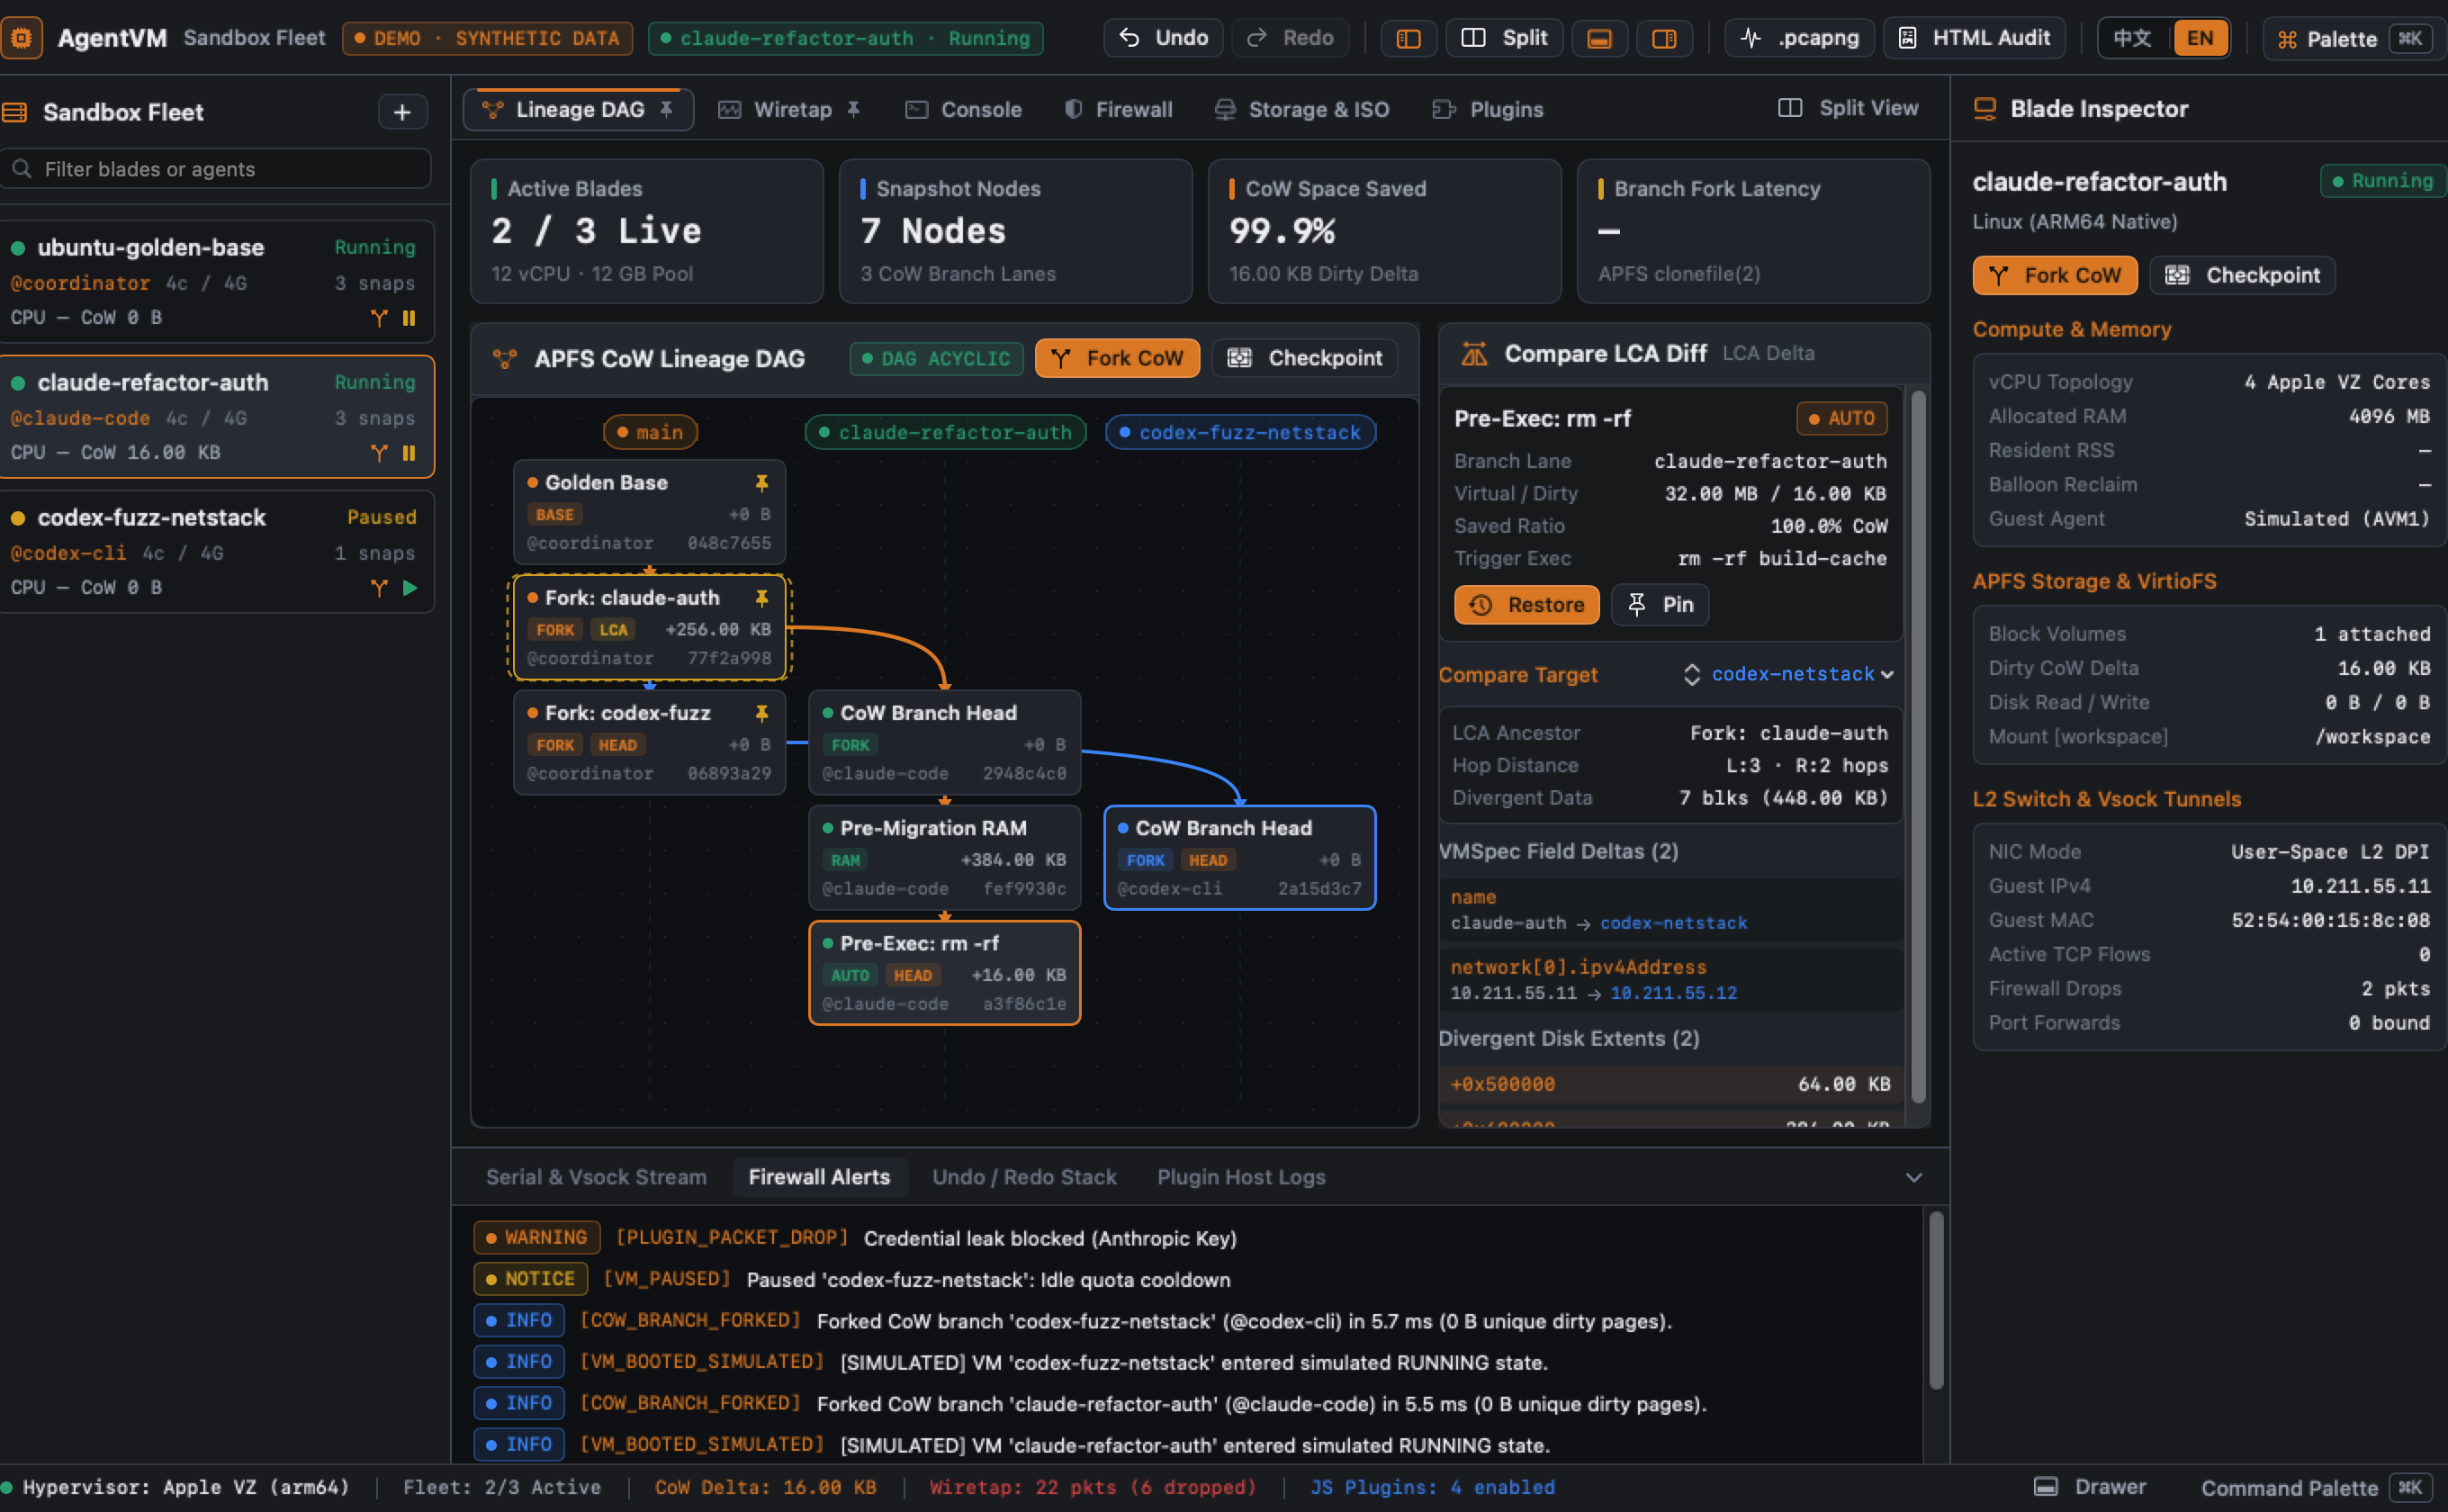 AgentVM Sandbox Fleet DEMO · SYNTHETIC DATA claude-refactor-auth · Running Undo Redo Split .pcapng HTML Audit 中文 EN Palette ⌘K
Sandbox Fleet
Filter blades or agents
ubuntu-golden-base Running
@coordinator 4c / 4G 3 snaps
CPU — CoW 0 B
claude-refactor-auth Running
@claude-code 4c / 4G 3 snaps
CPU — CoW 16.00 KB
codex-fuzz-netstack Paused
@codex-cli 4c / 4G 1 snaps
CPU — CoW 0 B
Lineage DAG Wiretap Console Firewall Storage & ISO Plugins Split View
Active Blades
2 / 3 Live
12 vCPU · 12 GB Pool
Snapshot Nodes
7 Nodes
3 CoW Branch Lanes
CoW Space Saved
99.9%
16.00 KB Dirty Delta
Branch Fork Latency
—
APFS clonefile(2)
APFS CoW Lineage DAG DAG ACYCLIC Fork CoW Checkpoint
main claude-refactor-auth codex-fuzz-netstack
Golden Base
BASE +0 B
@coordinator 048c7655
Fork: claude-auth
FORK LCA +256.00 KB
@coordinator 77f2a998
Fork: codex-fuzz
FORK HEAD +0 B
@coordinator 06893a29
CoW Branch Head
FORK +0 B
@claude-code 2948c4c0
Pre-Migration RAM
RAM +384.00 KB
@claude-code fef9930c
CoW Branch Head
FORK HEAD +0 B
@codex-cli 2a15d3c7
Pre-Exec: rm -rf
AUTO HEAD +16.00 KB
@claude-code a3f86c1e
Compare LCA Diff LCA Delta
Pre-Exec: rm -rf AUTO
Branch Lane claude-refactor-auth
Virtual / Dirty 32.00 MB / 16.00 KB
Saved Ratio 100.0% CoW
Trigger Exec rm -rf build-cache
Restore Pin
Compare Target codex-netstack
LCA Ancestor Fork: claude-auth
Hop Distance L:3 · R:2 hops
Divergent Data 7 blks (448.00 KB)
VMSpec Field Deltas (2)
name
claude-auth → codex-netstack
network[0].ipv4Address
10.211.55.11 → 10.211.55.12
Divergent Disk Extents (2)
+0x500000 64.00 KB
Serial & Vsock Stream Firewall Alerts Undo / Redo Stack Plugin Host Logs
WARNING [PLUGIN_PACKET_DROP] Credential leak blocked (Anthropic Key)
NOTICE [VM_PAUSED] Paused 'codex-fuzz-netstack': Idle quota cooldown
INFO [COW_BRANCH_FORKED] Forked CoW branch 'codex-fuzz-netstack' (@codex-cli) in 5.7 ms (0 B unique dirty pages).
INFO [VM_BOOTED_SIMULATED] [SIMULATED] VM 'codex-fuzz-netstack' entered simulated RUNNING state.
INFO [COW_BRANCH_FORKED] Forked CoW branch 'claude-refactor-auth' (@claude-code) in 5.5 ms (0 B unique dirty pages).
INFO [VM_BOOTED_SIMULATED] [SIMULATED] VM 'claude-refactor-auth' entered simulated RUNNING state.
Blade Inspector
claude-refactor-auth Running
Linux (ARM64 Native)
Fork CoW Checkpoint
Compute & Memory
vCPU Topology 4 Apple VZ Cores
Allocated RAM 4096 MB
Resident RSS —
Balloon Reclaim —
Guest Agent Simulated (AVM1)
APFS Storage & VirtioFS
Block Volumes 1 attached
Dirty CoW Delta 16.00 KB
Disk Read / Write 0 B / 0 B
Mount [workspace] /workspace
L2 Switch & Vsock Tunnels
NIC Mode User-Space L2 DPI
Guest IPv4 10.211.55.11
Guest MAC 52:54:00:15:8c:08
Active TCP Flows 0
Firewall Drops 2 pkts
Port Forwards 0 bound
Hypervisor: Apple VZ (arm64) Fleet: 2/3 Active CoW Delta: 16.00 KB Wiretap: 22 pkts (6 dropped) JS Plugins: 4 enabled Drawer Command Palette ⌘K